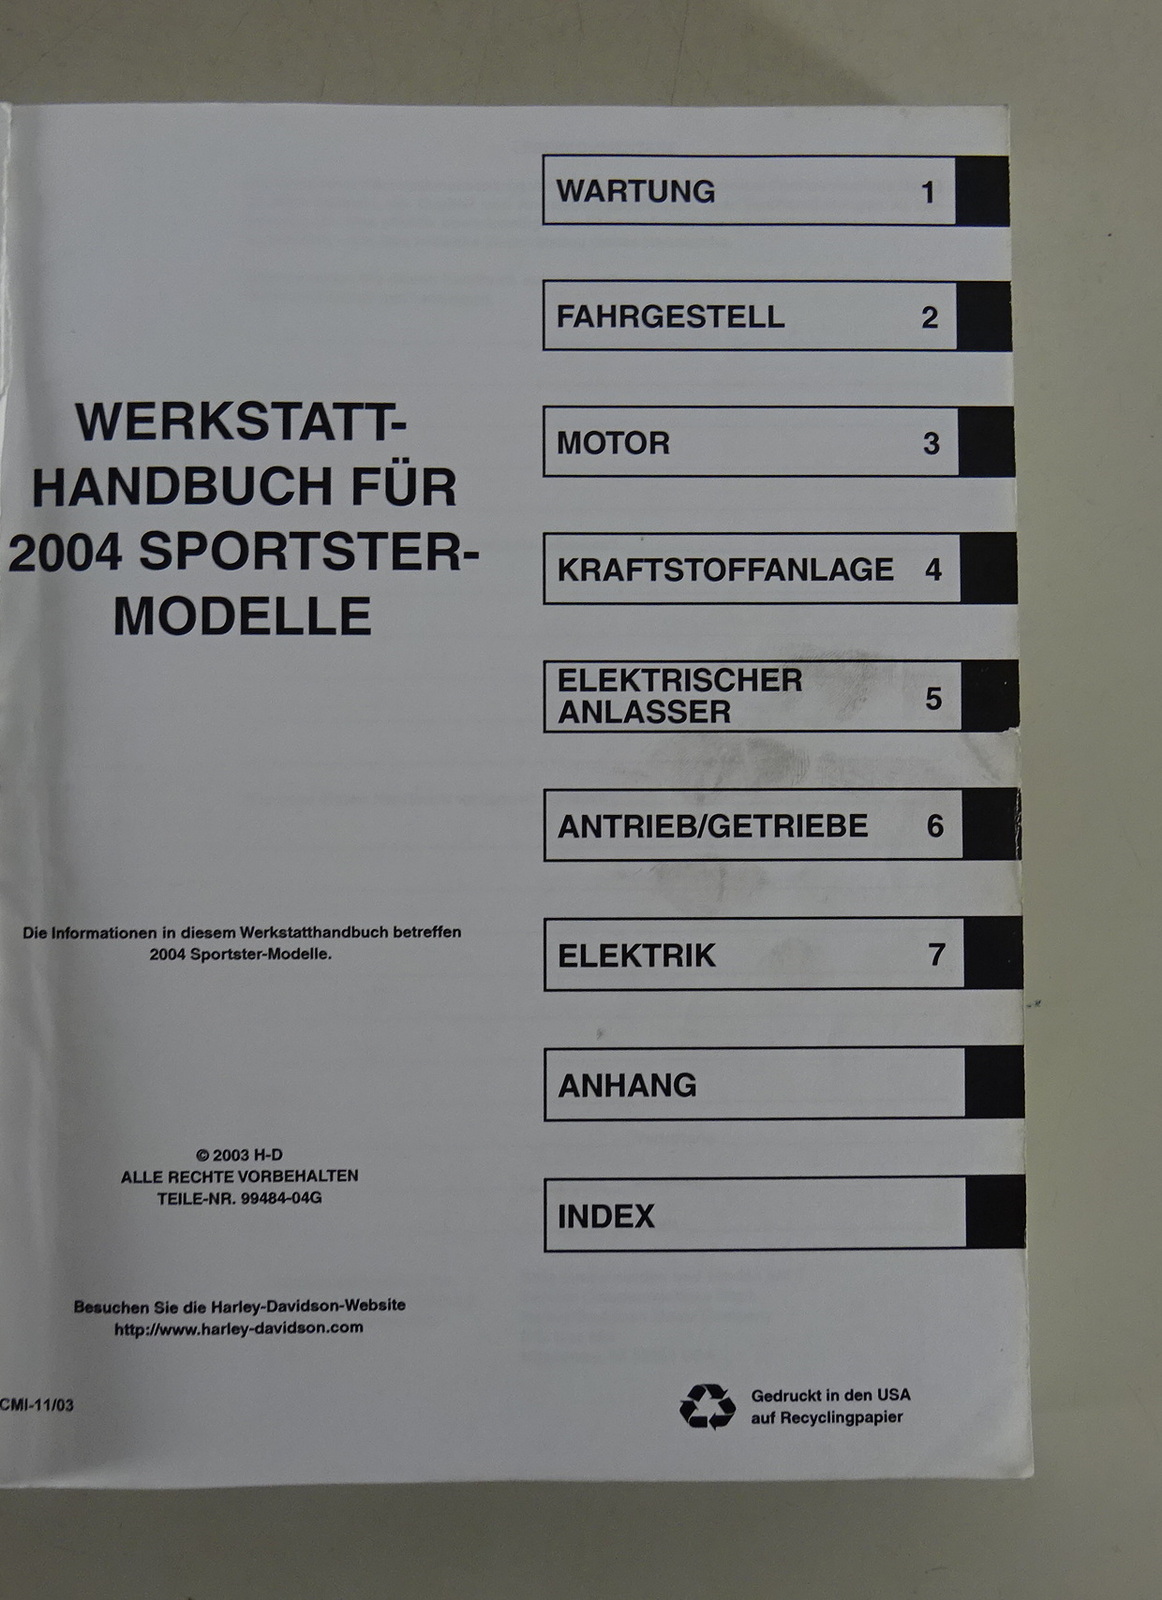 WERKSTATT-
HANDBUCH FÜR
2004 SPORTSTER-
MODELLE
Die Informationen in diesem Werkstatthandbuch betreffen
2004 Sportster-Modelle.
© 2003 H-D
ALLE RECHTE VORBEHALTEN
TEILE-NR. 99484-04G
Besuchen Sie die Harley-Davidson-Website
http://www.harley-davidson.com
CMI-11/03
WARTUNG 1
FAHRGESTELL 2
MOTOR 3
KRAFTSTOFFANLAGE 4
ELEKTRISCHER
ANLASSER 5
ANTRIEB/GETRIEBE 6
ELEKTRIK 7
ANHANG
INDEX
Gedruckt in den USA
auf Recyclingpapier